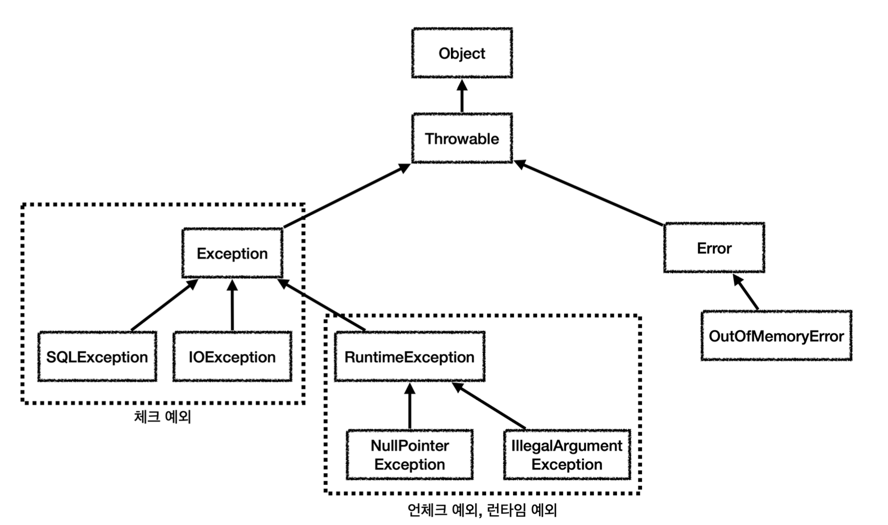 Object
Throwable
Exception
Error
SQLException
IOException
RuntimeException
OutOfMemoryError
체크 예외
NullPointer
Exception
IllegalArgument
Exception
언체크 예외, 런타임 예외